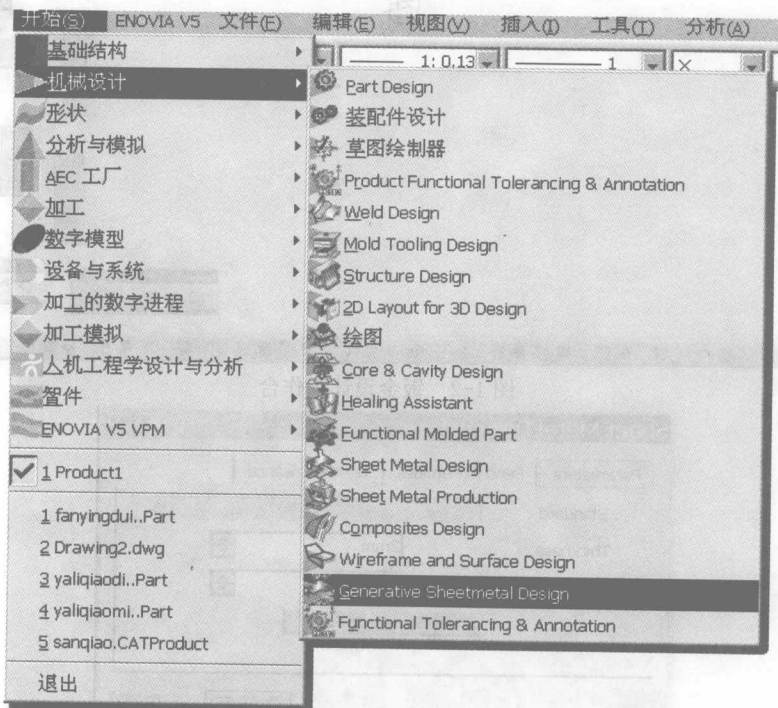 开始(S) ENOVIA V5 文件(F) 编辑(E) 视图(V) 插入(I) 工具(T) 分析(A)
1: 0,13 1
基础结构
机械设计
形状
分析与模拟
AEC 工厂
加工
数字模型
设备与系统
加工的数字进程
加工模拟
人机工程学设计与分析
智件
ENOVIA V5 VPM
1 Product1
1 fanyingdui..Part
2 Drawing2.dwg
3 yaliqiaodi..Part
4 yaliqiaomi..Part
5 sanqiao.CATProduct
退出
Part Design
装配件设计
草图绘制器
Product Functional Tolerancing & Annotation
Weld Design
Mold Tooling Design
Structure Design
2D Layout for 3D Design
绘图
Core & Cavity Design
Healing Assistant
Functional Molded Part
Sheet Metal Design
Sheet Metal Production
Composites Design
Wireframe and Surface Design
Generative Sheetmetal Design
Functional Tolerancing & Annotation